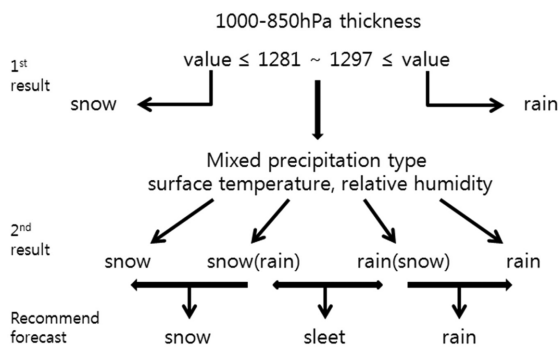 1000-850hPa thickness
value ≤ 1281 ~ 1297 ≤ value
1st
result
snow
rain
Mixed precipitation type
surface temperature, relative humidity
2nd
result
snow snow(rain) rain(snow) rain
Recommend
forecast
snow sleet rain